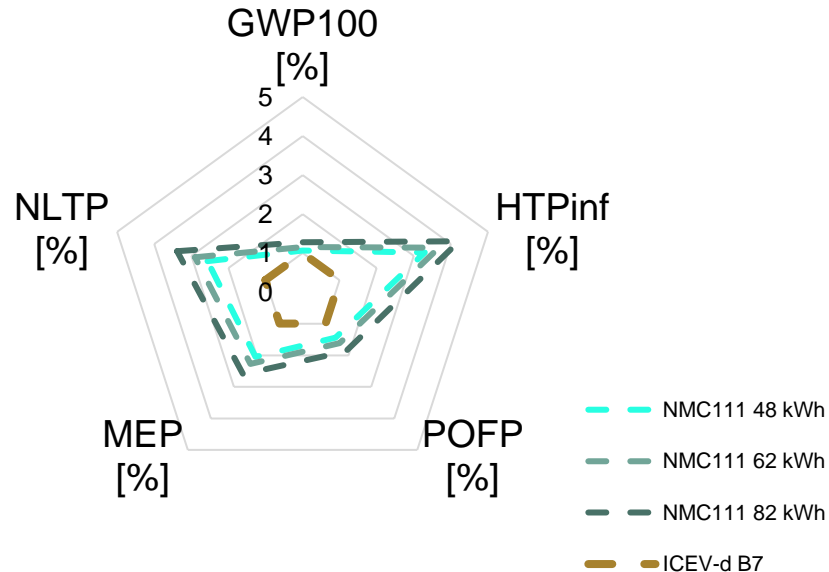 GWP100
[%]
5
4
3
2
1
0
NLTP
[%]
HTPinf
[%]
MEP
[%]
POFP
[%]
NMC111 48 kWh
NMC111 62 kWh
NMC111 82 kWh
ICEV-d B7